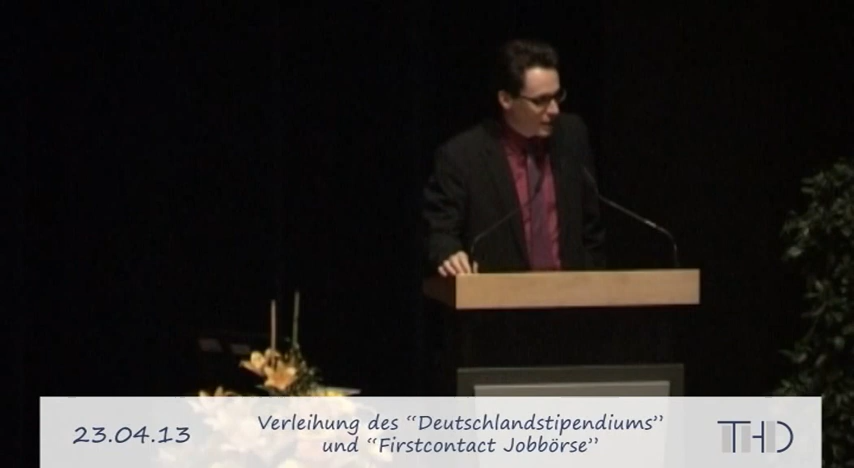 23.04.13
Verleihung des “Deutschlandstipendiums”
und “Firstcontact Jobbörse”
THD